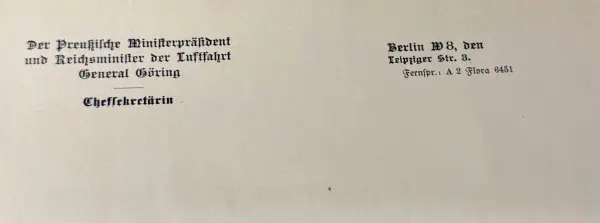 Der Preußische Ministerpräsident
und Reichsminister der Luftfahrt
General Göring
Chefsekretärin
Berlin W 8, den
Leipziger Str. 3.
Fernspr.: A 2 Flora 6451